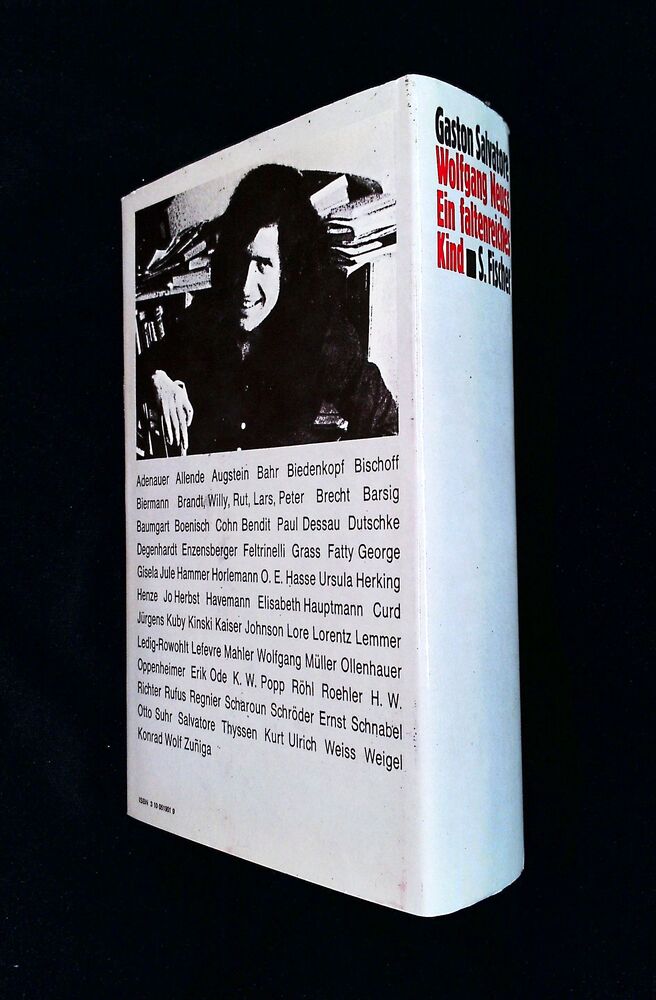 Gaston Salvatore
Wolfgang Neuss
Ein faltenreiches
Kind ■ S. Fischer
Adenauer Allende Augstein Bahr Biedenkopf Bischoff
Biermann Brandt, Willy, Rut, Lars, Peter Brecht Barsig
Baumgart Boenisch Cohn Bendit Paul Dessau Dutschke
Degenhardt Enzensberger Feltrinelli Grass Fatty George
Gisela Jule Hammer Horlemann O. E. Hasse Ursula Herking
Henze Jo Herbst Havemann Elisabeth Hauptmann Curd
Jürgens Kuby Kinski Kaiser Johnson Lore Lorentz Lemmer
Ledig-Rowohlt Lefevre Mahler Wolfgang Müller Ollenhauer
Oppenheimer Erik Ode K. W. Popp Röhl Roehler H. W.
Richter Rufus Regnier Scharoun Schröder Ernst Schnabel
Otto Suhr Salvatore Thyssen Kurt Ulrich Weiss Weigel
Konrad Wolf Zuñiga
ISBN 3 10